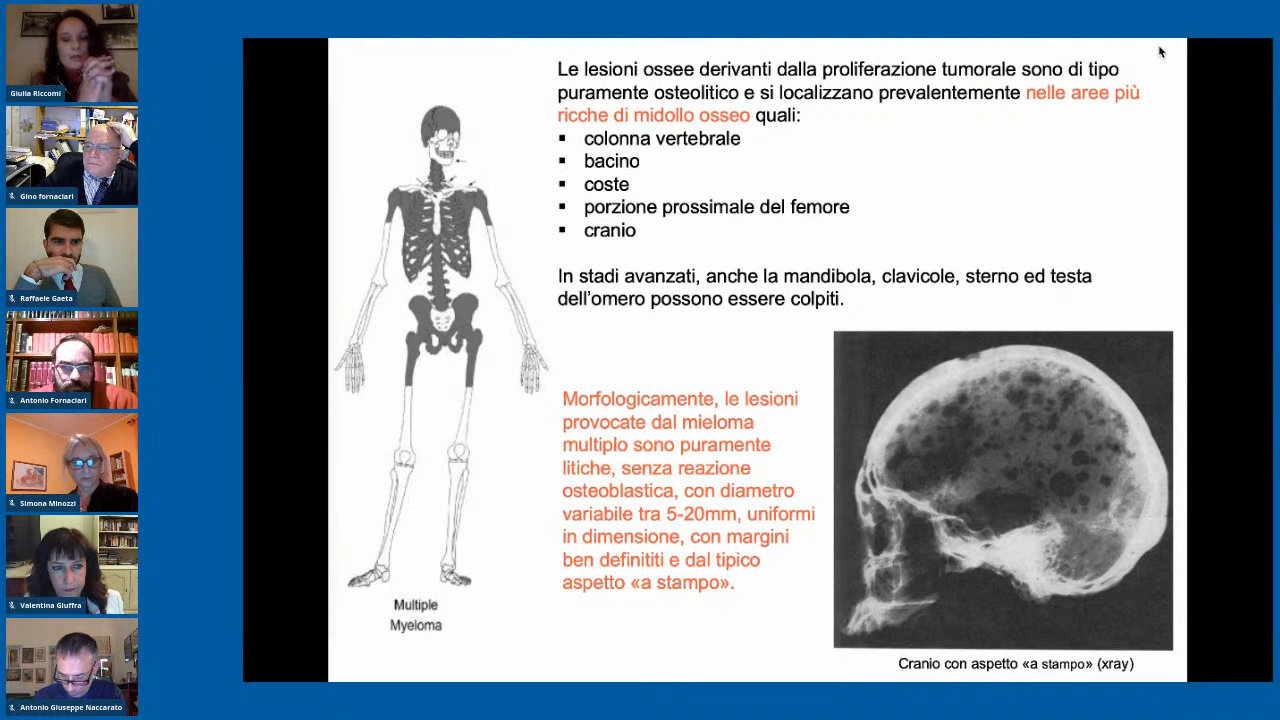 Giulia Riccomi
Gino fornaciari
Raffaele Gaeta
Antonio Fornaciari
Simona Minozzi
Valentina Giuffra
Antonio Giuseppe Naccarato
Le lesioni ossee derivanti dalla proliferazione tumorale sono di tipo
puramente osteolitico e si localizzano prevalentemente nelle aree più
ricche di midollo osseo quali:
▪ colonna vertebrale
▪ bacino
▪ coste
▪ porzione prossimale del femore
▪ cranio
In stadi avanzati, anche la mandibola, clavicole, sterno ed testa
dell'omero possono essere colpiti.
Morfologicamente, le lesioni
provocate dal mieloma
multiplo sono puramente
litiche, senza reazione
osteoblastica, con diametro
variabile tra 5-20mm, uniformi
in dimensione, con margini
ben definititi e dal tipico
aspetto «a stampo».
Multiple
Myeloma
Cranio con aspetto «a stampo» (xray)